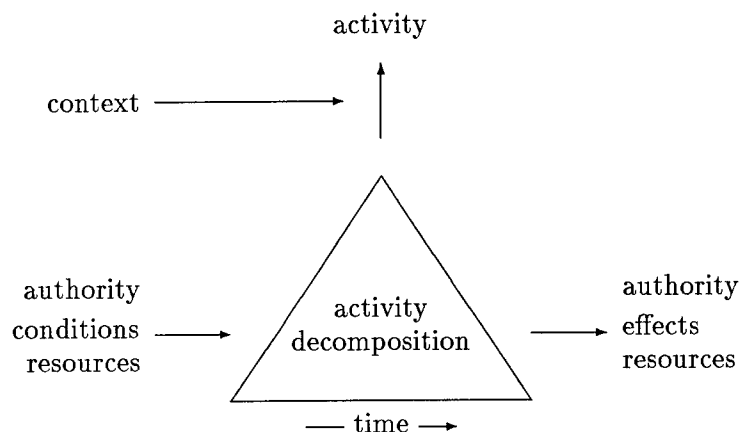 activity
context
authority
conditions
resources
activity
decomposition
authority
effects
resources
time